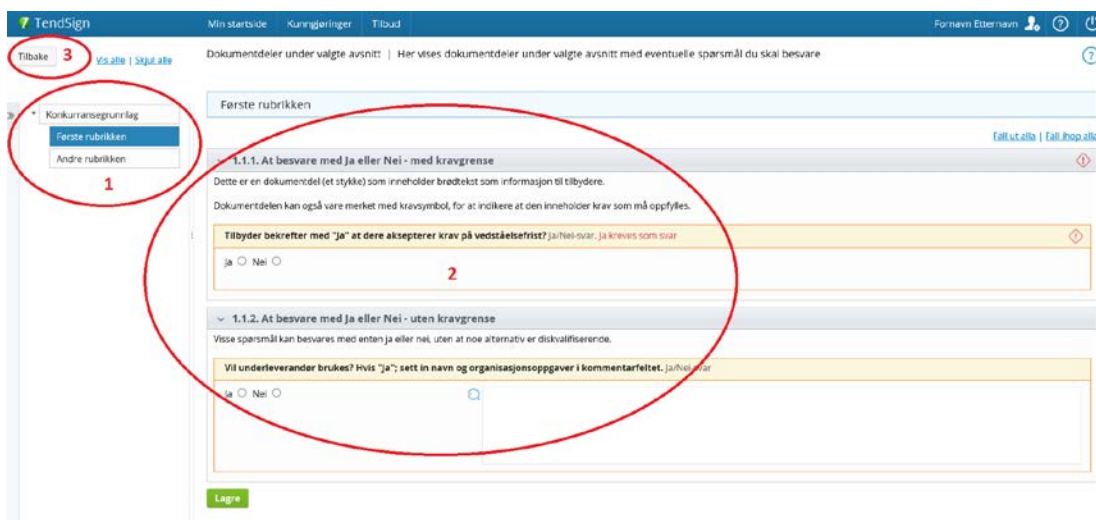 TendSign Min startside Kunngjøringer Tilbud Fornavn Etternavn
Tilbake 3 Vis alle | Skjut alle Dokumentdeler under valgte avsnitt | Her vises dokumentdeler under valgte avsnitt med eventuelle spørsmål du skal besvare
Konkurransegrunnlag
Første rubrikken
Andre rubrikken
1
Første rubrikken
Fäll ut alla | Fäll ihop alla
1.1.1. At besvare med Ja eller Nei - med kravgrense
Dette er en dokumentdel (et stykke) som inneholder brødtekst som informasjon til tilbydere.
Dokumentdelen kan også vare merket med kravsymbol, for at indikere at den inneholder krav som må oppfylles.
Tilbyder bekrefter med "Ja" at dere aksepterer krav på vedståelsefrist? Ja/Nei-svar. Ja kreves som svar
Ja Nei
2
1.1.2. At besvare med Ja eller Nei - uten kravgrense
Visse spørsmål kan besvares med enten ja eller nei, uten at noe alternativ er diskvalifiserende.
Vil underleverandør brukes? Hvis "Ja"; sett in navn og organisasjonsoppgaver i kommentarfeltet. Ja/Nei-svar
Ja Nei
Lagre